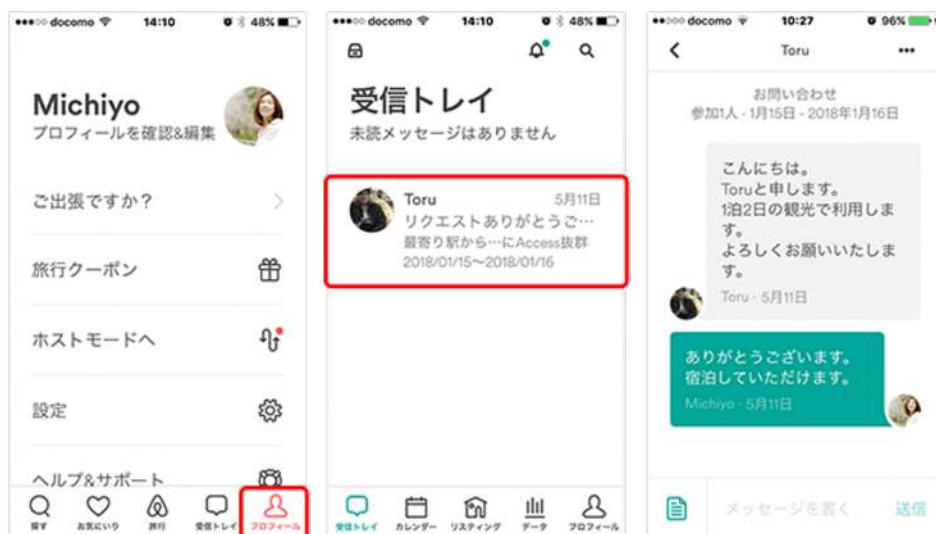 docomo 14:10 48%
Michiyo
プロフィールを確認&編集
ご出張ですか?
旅行クーポン
ホストモードへ
設定
ヘルプ&サポート
探す お気に入り 旅行 受信トレイ プロフィール
docomo 14:10 48%
受信トレイ
未読メッセージはありません
Toru 5月11日
リクエストありがとうご…
最寄り駅から…にAccess抜群
2018/01/15〜2018/01/16
受信トレイ カレンダー リスティング データ プロフィール
docomo 10:27 96%
Toru
お問い合わせ
参加1人・1月15日 - 2018年1月16日
こんにちは。
Toruと申します。
1泊2日の観光で利用しま
す。
よろしくお願いいたしま
す。
Toru・5月11日
ありがとうございます。
宿泊していただけます。
Michiyo・5月11日
メッセージを書く 送信